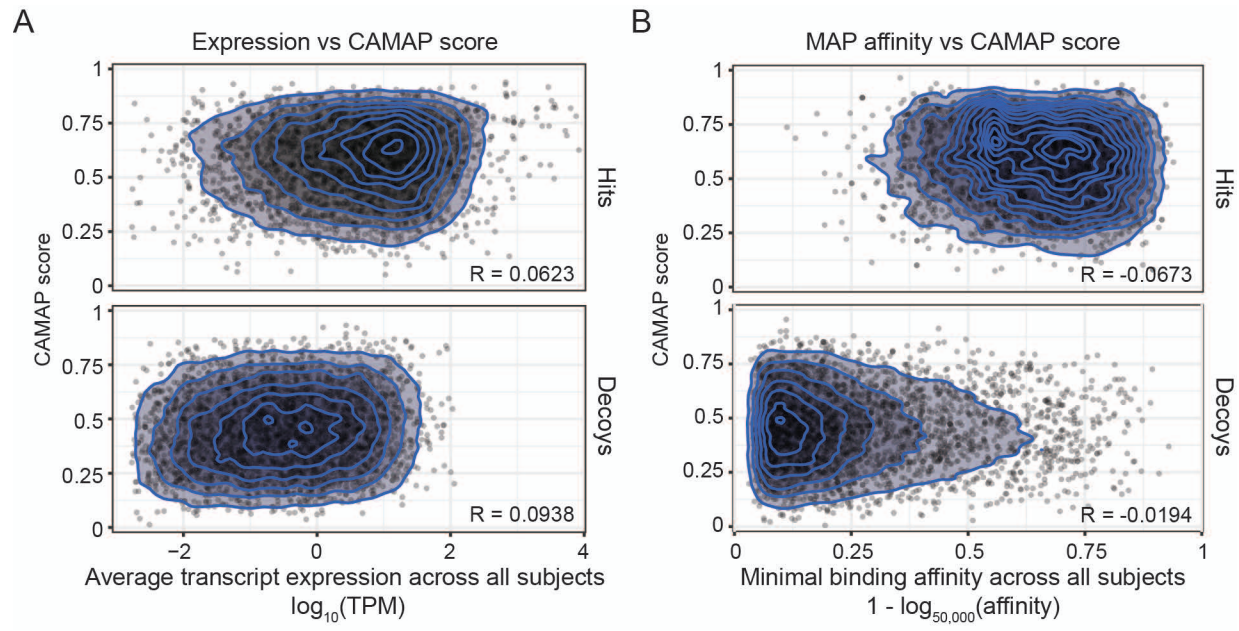 A
Expression vs CAMAP score
1
0.75
0.5
0.25
0
R = 0.0623
Hits
CAMAP score
1
0.75
0.5
0.25
0
R = 0.0938
Decoys
−2
0
2
4
Average transcript expression across all subjects
log10(TPM)
B
MAP affinity vs CAMAP score
1
0.75
0.5
0.25
0
R = -0.0673
Hits
CAMAP score
1
0.75
0.5
0.25
0
R = -0.0194
Decoys
0
0.25
0.5
0.75
1
Minimal binding affinity across all subjects
1 - log50,000(affinity)